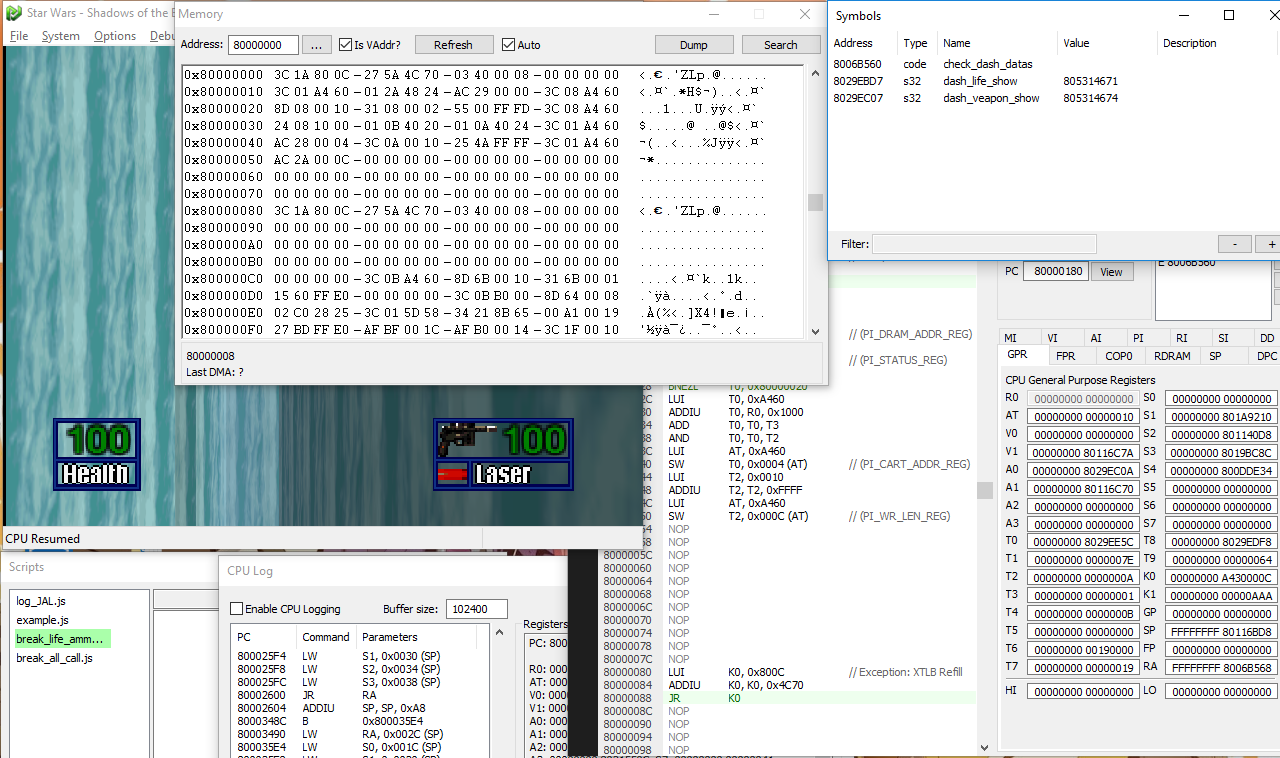 Star Wars - Shadows of the E
File System Options Debu
Memory
Address: 80000000 ... Is VAddr? Refresh Auto Dump Search
0x80000000 3C 1A 80 0C-27 5A 4C 70-03 40 00 08-00 00 00 00 <.€.'ZLp.@......
0x80000010 3C 01 A4 60-01 2A 48 24-AC 29 00 00-3C 08 A4 60 <.¤`.*H$¬)..<.¤`
0x80000020 8D 08 00 10-31 08 00 02-55 00 FF FD-3C 08 A4 60 ....1...U.ÿý<.¤`
0x80000030 24 08 10 00-01 0B 40 20-01 0A 40 24-3C 01 A4 60 $.....@ ..@$<.¤`
0x80000040 AC 28 00 04-3C 0A 00 10-25 4A FF FF-3C 01 A4 60 ¬(..<...%Jÿÿ<.¤`
0x80000050 AC 2A 00 0C-00 00 00 00-00 00 00 00-00 00 00 00 ¬*..............
0x80000060 00 00 00 00-00 00 00 00-00 00 00 00-00 00 00 00 ................
0x80000070 00 00 00 00-00 00 00 00-00 00 00 00-00 00 00 00 ................
0x80000080 3C 1A 80 0C-27 5A 4C 70-03 40 00 08-00 00 00 00 <.€.'ZLp.@......
0x80000090 00 00 00 00-00 00 00 00-00 00 00 00-00 00 00 00 ................
0x800000A0 00 00 00 00-00 00 00 00-00 00 00 00-00 00 00 00 ................
0x800000B0 00 00 00 00-00 00 00 00-00 00 00 00-00 00 00 00 ................
0x800000C0 00 00 00 00-3C 0B A4 40-8D 6B 00 10-31 6B 00 01 ....<.¤@.k..1k..
0x800000D0 15 60 FF E0-00 00 00 00-3C 0B B0 00-8D 64 00 08 .`ÿà....<.°..d..
0x800000E0 02 C0 28 25-3C 01 5D 58-34 21 8B 65-00 A1 00 19 .À(%<.]X4!‹e.¡..
0x800000F0 27 BD FF E0-AF BF 00 1C-AF B0 00 14-3C 1F 00 10 '½ÿà¯¿..¯°..<...
80000008
Last DMA: ?
Symbols
Address Type Name Value Description
8006B560 code check_dash_datas
8029EBD7 s32 dash_life_show 805314671
8029EC07 s32 dash_weapon_show 805314674
Filter: - +
PC 80000180 View E 8006B560
// (PI_DRAM_ADDR_REG)
// (PI_STATUS_REG)
28 BNEZL T0, 0x80000020
2C LUI T0, 0xA460
30 ADDIU T0, R0, 0x1000
34 ADD T0, T0, T3
38 AND T0, T0, T2
3C LUI AT, 0xA460
40 SW T0, 0x0004 (AT) // (PI_CART_ADDR_REG)
44 LUI T2, 0x0010
48 ADDIU T2, T2, 0xFFFF
4C LUI AT, 0xA460
50 SW T2, 0x000C (AT) // (PI_WR_LEN_REG)
54 NOP
58 NOP
8000005C NOP
80000060 NOP
80000064 NOP
80000068 NOP
8000006C NOP
80000070 NOP
80000074 NOP
80000078 NOP
8000007C NOP
80000080 LUI K0, 0x800C // Exception: XTLB Refill
80000084 ADDIU K0, K0, 0x4C70
80000088 JR K0
8000008C NOP
80000090 NOP
80000094 NOP
80000098 NOP
MI VI AI PI RI SI DD
GPR FPR COP0 RDRAM SP DPC
CPU General Purpose Registers
R0 00000000 00000000 S0 00000000 00000000
AT 00000000 00000010 S1 00000000 801A9210
V0 00000000 00000000 S2 00000000 801140D8
V1 00000000 80116C7A S3 00000000 8019BC8C
A0 00000000 8029EC0A S4 00000000 800DDE34
A1 00000000 80116C70 S5 00000000 00000000
A2 00000000 00000000 S6 00000000 00000000
A3 00000000 00000000 S7 00000000 00000000
T0 00000000 8029EE5C S8 00000000 8029EDF8
T1 00000000 0000007E T9 00000000 00000064
T2 00000000 0000000A K0 00000000 A430000C
T3 00000000 00000001 K1 00000000 00000AAA
T4 00000000 0000000B GP 00000000 00000000
T5 00000000 00000000 SP FFFFFFFF 80116BD8
T6 00000000 00190000 FP 00000000 00000000
T7 00000000 00000019 RA FFFFFFFF 8006B568
HI 00000000 00000000 LO 00000000 00000000
100
Health
100
Laser
CPU Resumed
Scripts
log_JAL.js
example.js
break_life_amm...
break_all_call.js
CPU Log
Enable CPU Logging Buffer size: 102400
PC Command Parameters
800025F4 LW S1, 0x0030 (SP)
800025F8 LW S2, 0x0034 (SP)
800025FC LW S3, 0x0038 (SP)
80002600 JR RA
80002604 ADDIU SP, SP, 0xA8
8000348C B 0x800035E4
80003490 LW RA, 0x002C (SP)
800035E4 LW S0, 0x001C (SP)
Registers
PC: 800
R0: 00
AT: 00
V0: 00
V1: 00
A0: 00
A1: 00
A2: 00